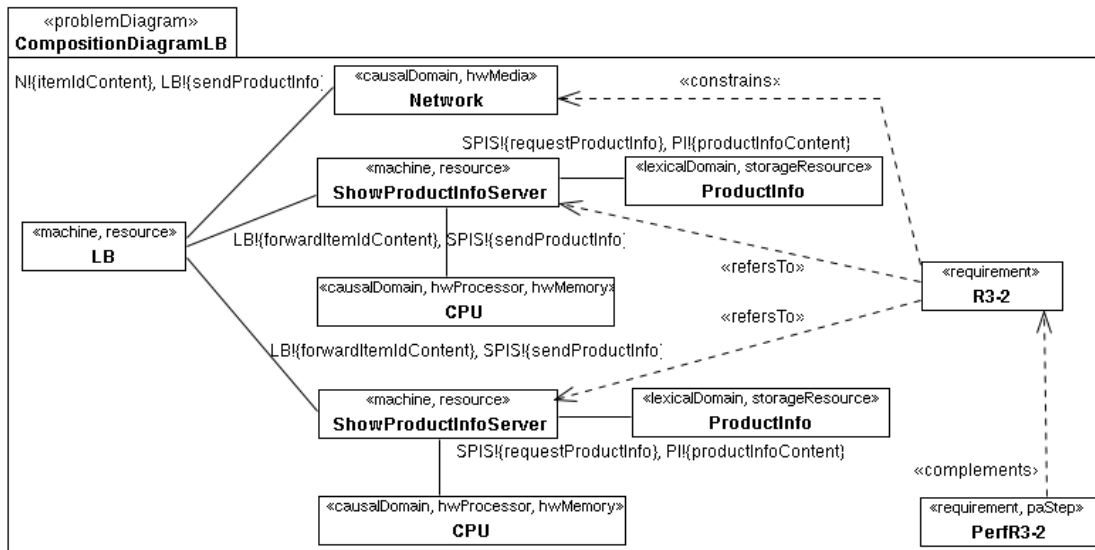 «problemDiagram»
CompositionDiagramLB
N!{itemIdContent}, LB!{sendProductInfo}
«causalDomain, hwMedia»
Network
«constrains»
SPIS!{requestProductInfo}, PI!{productInfoContent}
«machine, resource»
ShowProductInfoServer
«lexicalDomain, storageResource»
ProductInfo
«machine, resource»
LB
LB!{forwardItemIdContent}, SPIS!{sendProductInfo}
«refersTo»
«requirement»
R3-2
«causalDomain, hwProcessor, hwMemory»
CPU
«refersTo»
LB!{forwardItemIdContent}, SPIS!{sendProductInfo}
«machine, resource»
ShowProductInfoServer
«lexicalDomain, storageResource»
ProductInfo
SPIS!{requestProductInfo}, PI!{productInfoContent}
«complements»
«causalDomain, hwProcessor, hwMemory»
CPU
«requirement, paStep»
PerfR3-2